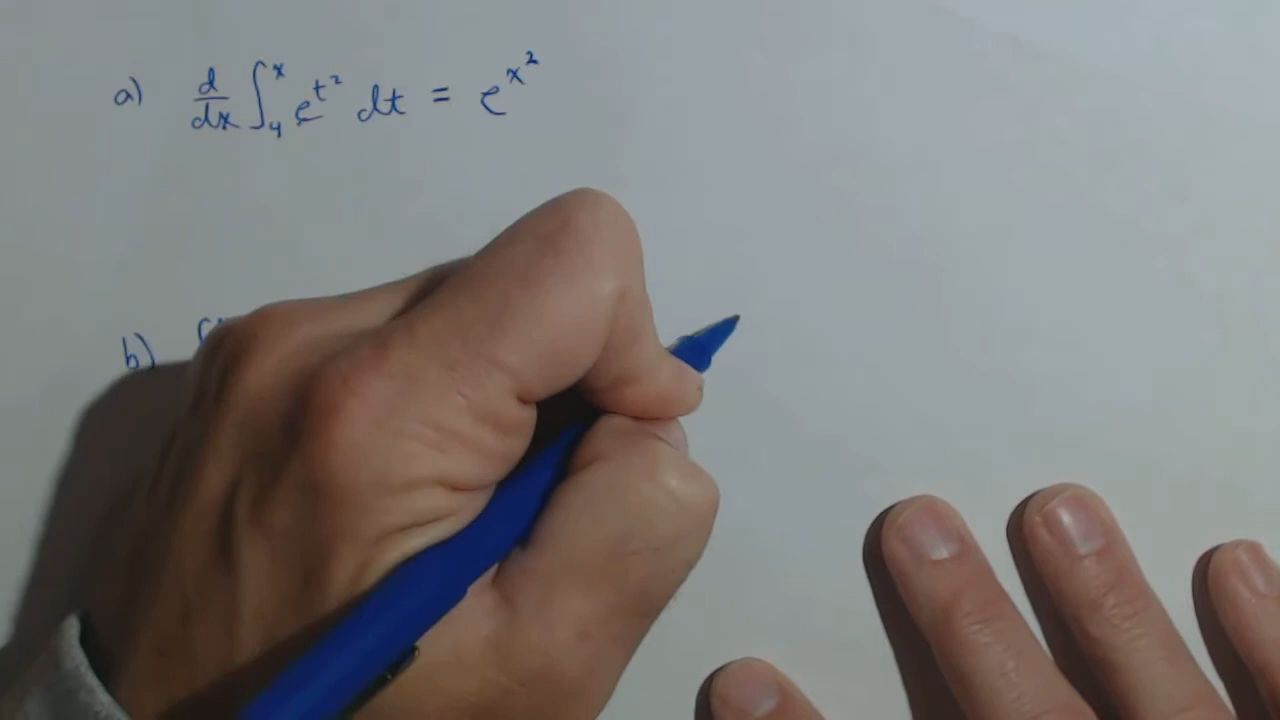 a) d/dx ∫₄ˣ e^{t²} dt = e^{x²}
b)